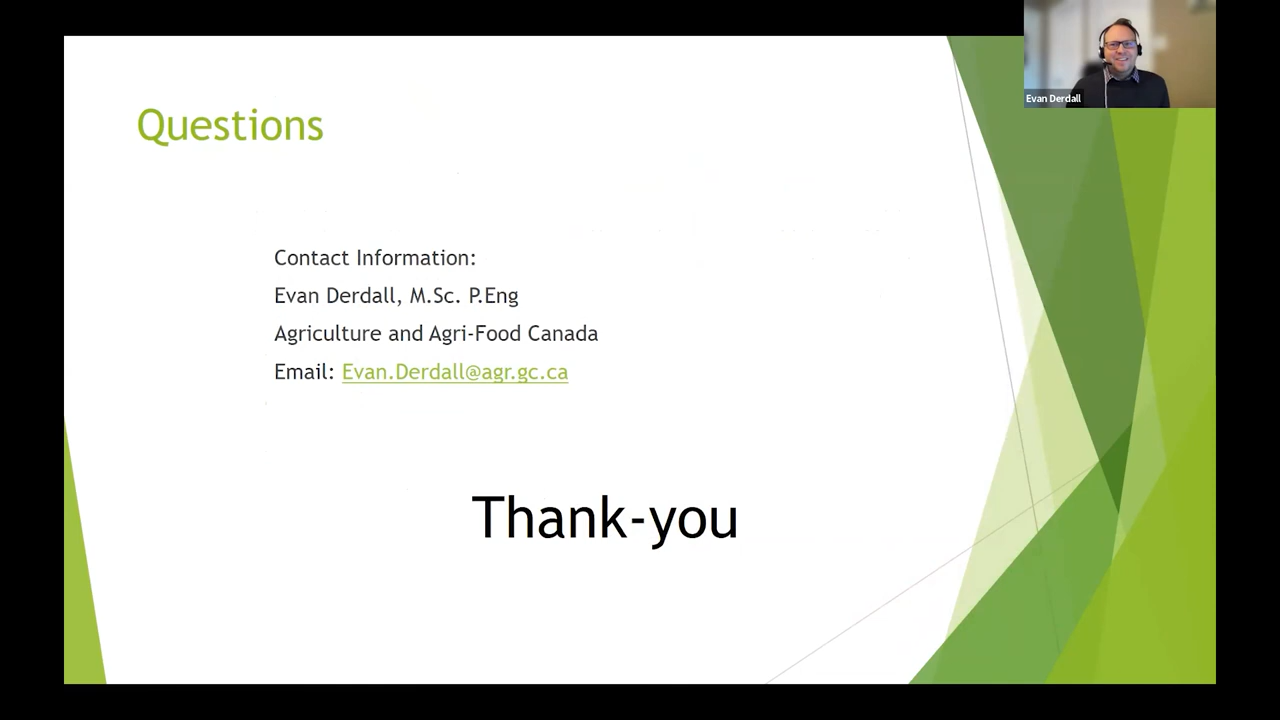 Evan Derdall
Questions
Contact Information:
Evan Derdall, M.Sc. P.Eng
Agriculture and Agri-Food Canada
Email: Evan.Derdall@agr.gc.ca
Thank-you